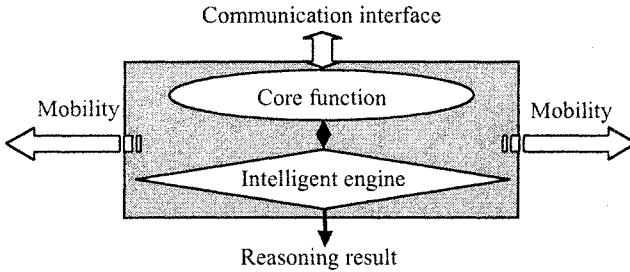 Communication interface
Core function
Mobility
Mobility
Intelligent engine
Reasoning result